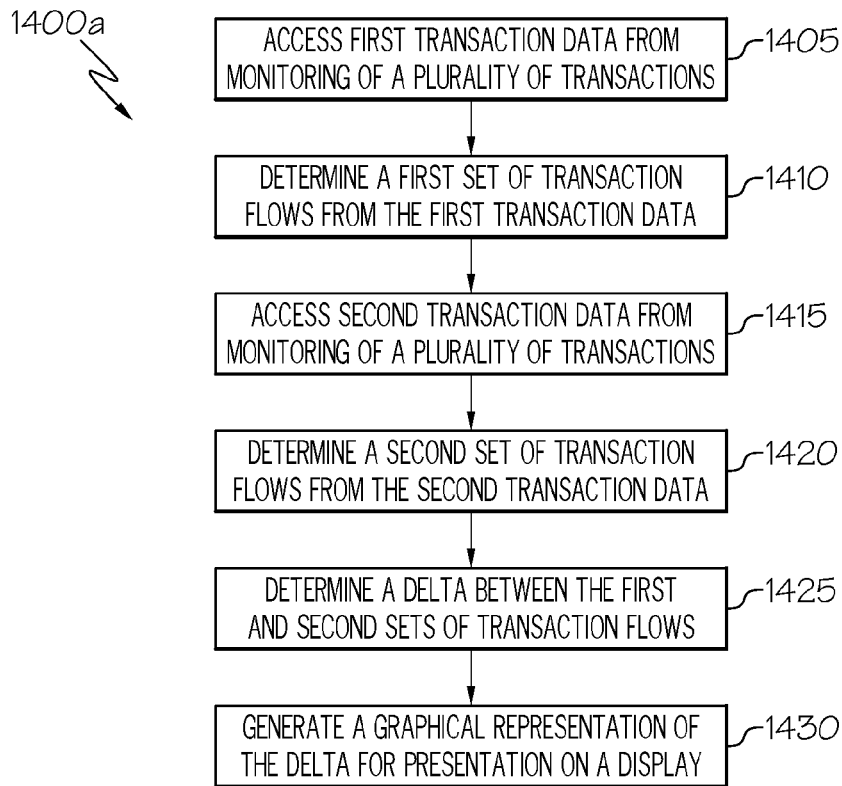 1400a
ACCESS FIRST TRANSACTION DATA FROM
MONITORING OF A PLURALITY OF TRANSACTIONS
1405
DETERMINE A FIRST SET OF TRANSACTION
FLOWS FROM THE FIRST TRANSACTION DATA
1410
ACCESS SECOND TRANSACTION DATA FROM
MONITORING OF A PLURALITY OF TRANSACTIONS
1415
DETERMINE A SECOND SET OF TRANSACTION
FLOWS FROM THE SECOND TRANSACTION DATA
1420
DETERMINE A DELTA BETWEEN THE FIRST
AND SECOND SETS OF TRANSACTION FLOWS
1425
GENERATE A GRAPHICAL REPRESENTATION OF
THE DELTA FOR PRESENTATION ON A DISPLAY
1430